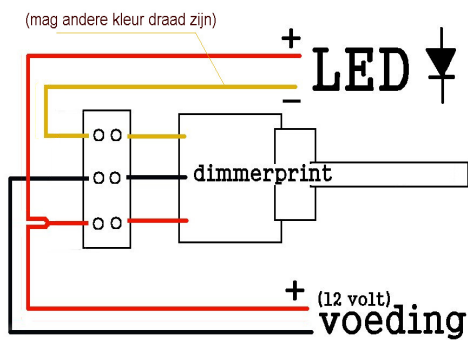 (mag andere kleur draad zijn)
+
LED
−
dimmerprint
+
(12 volt)
voeding